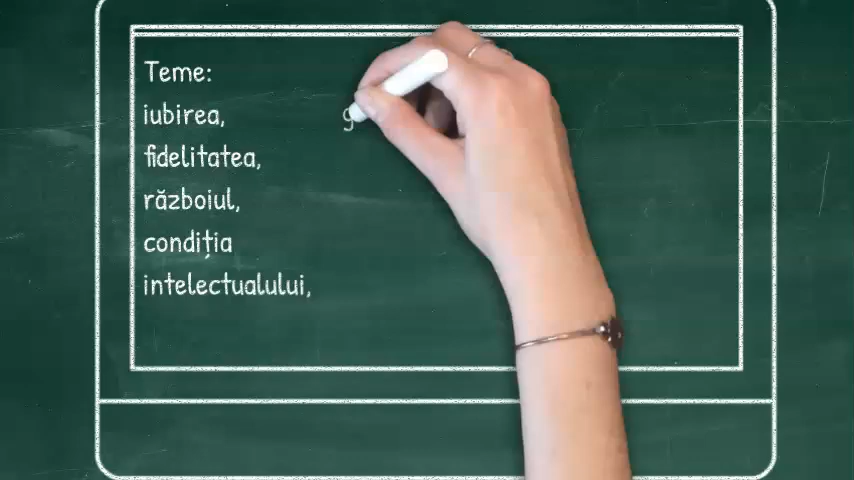 Teme:
iubirea,
fidelitatea,
războiul,
condiția
intelectualului,
g